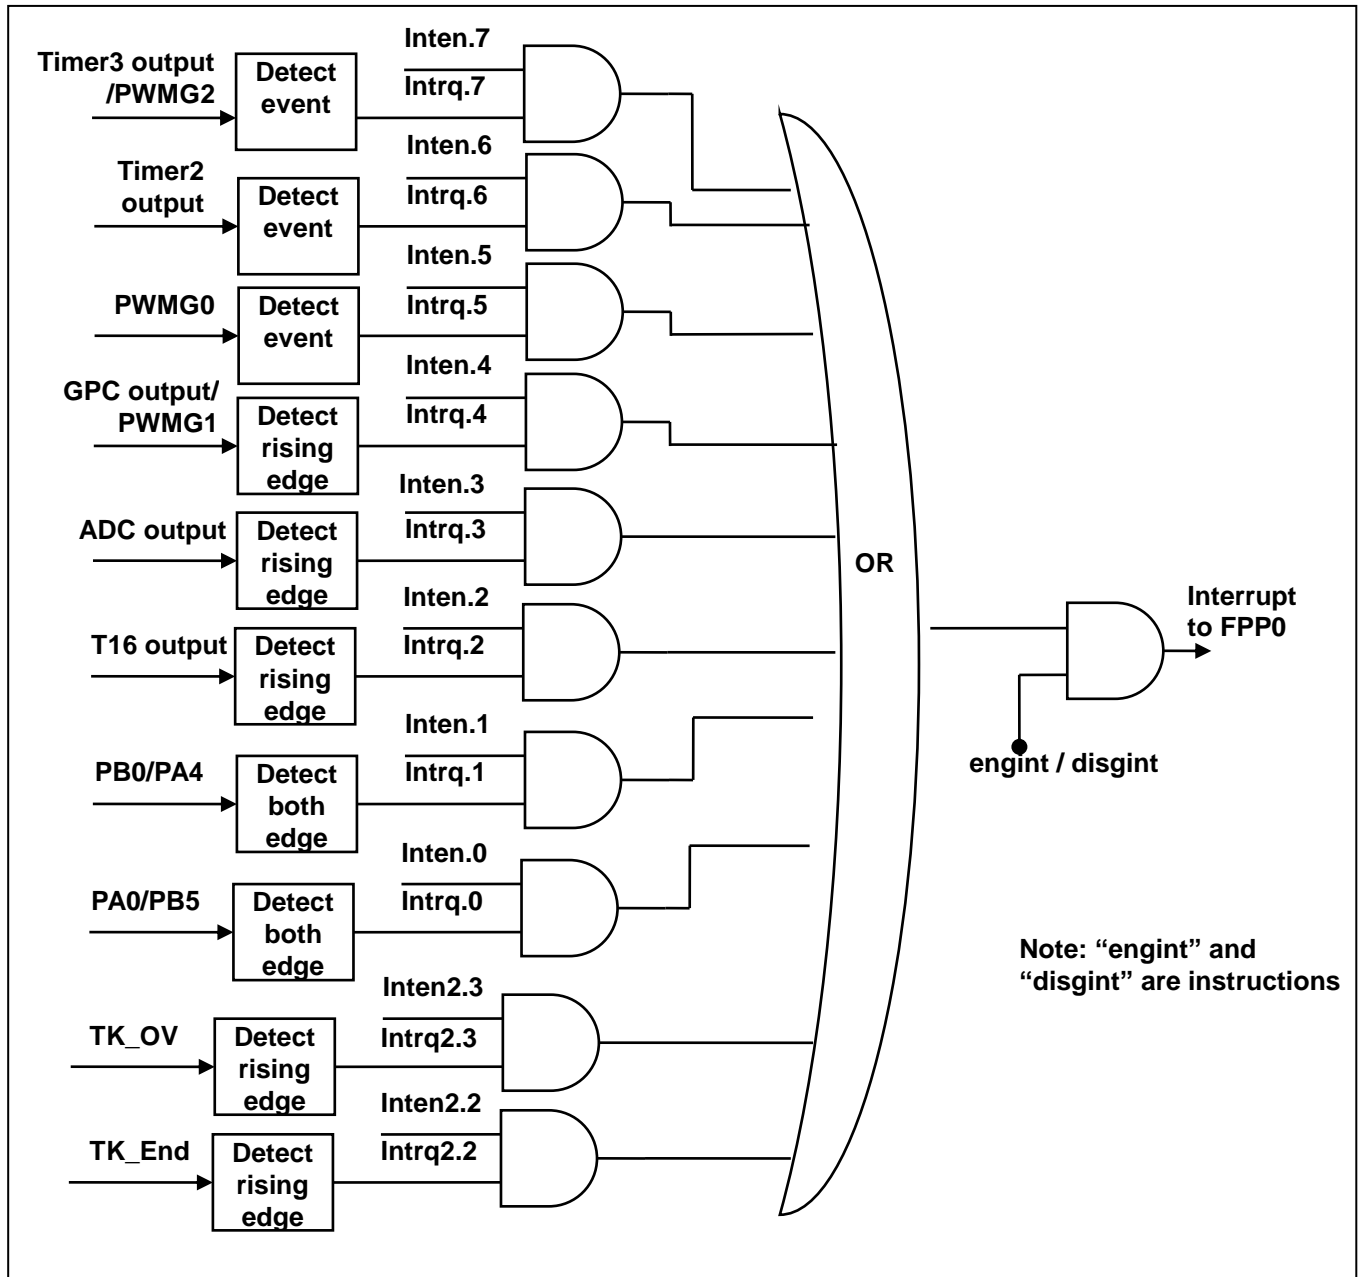 Timer3 output
/PWMG2
Detect
event
Inten.7
Intrq.7
Timer2
output
Detect
event
Inten.6
Intrq.6
PWMG0
Detect
event
Inten.5
Intrq.5
GPC output/
PWMG1
Detect
rising
edge
Inten.4
Intrq.4
ADC output
Detect
rising
edge
Inten.3
Intrq.3
T16 output
Detect
rising
edge
Inten.2
Intrq.2
PB0/PA4
Detect
both
edge
Inten.1
Intrq.1
PA0/PB5
Detect
both
edge
Inten.0
Intrq.0
TK_OV
Detect
rising
edge
Inten2.3
Intrq2.3
TK_End
Detect
rising
edge
Inten2.2
Intrq2.2
OR
Interrupt
to FPP0
engint / disgint
Note: “engint” and
“disgint” are instructions